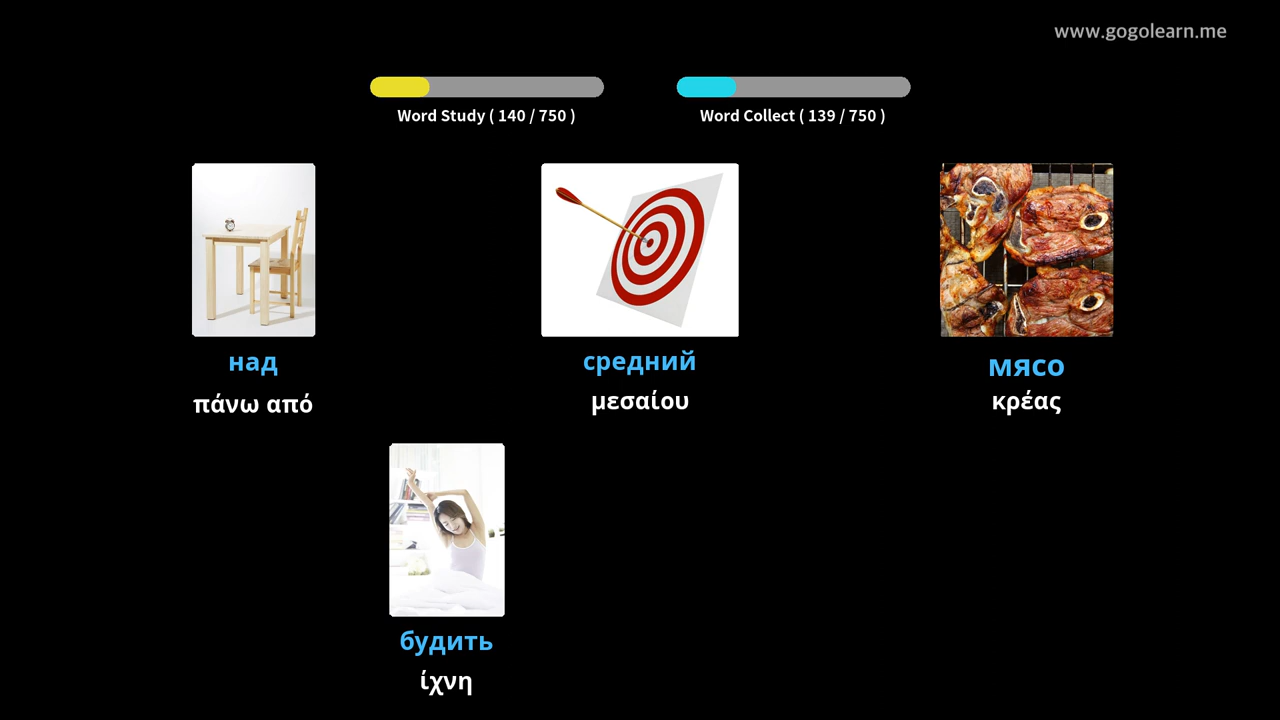 www.gogolearn.me
Word Study ( 140 / 750 )
Word Collect ( 139 / 750 )
над
πάνω από
средний
μεσαίου
мясо
κρέας
будить
ίχνη